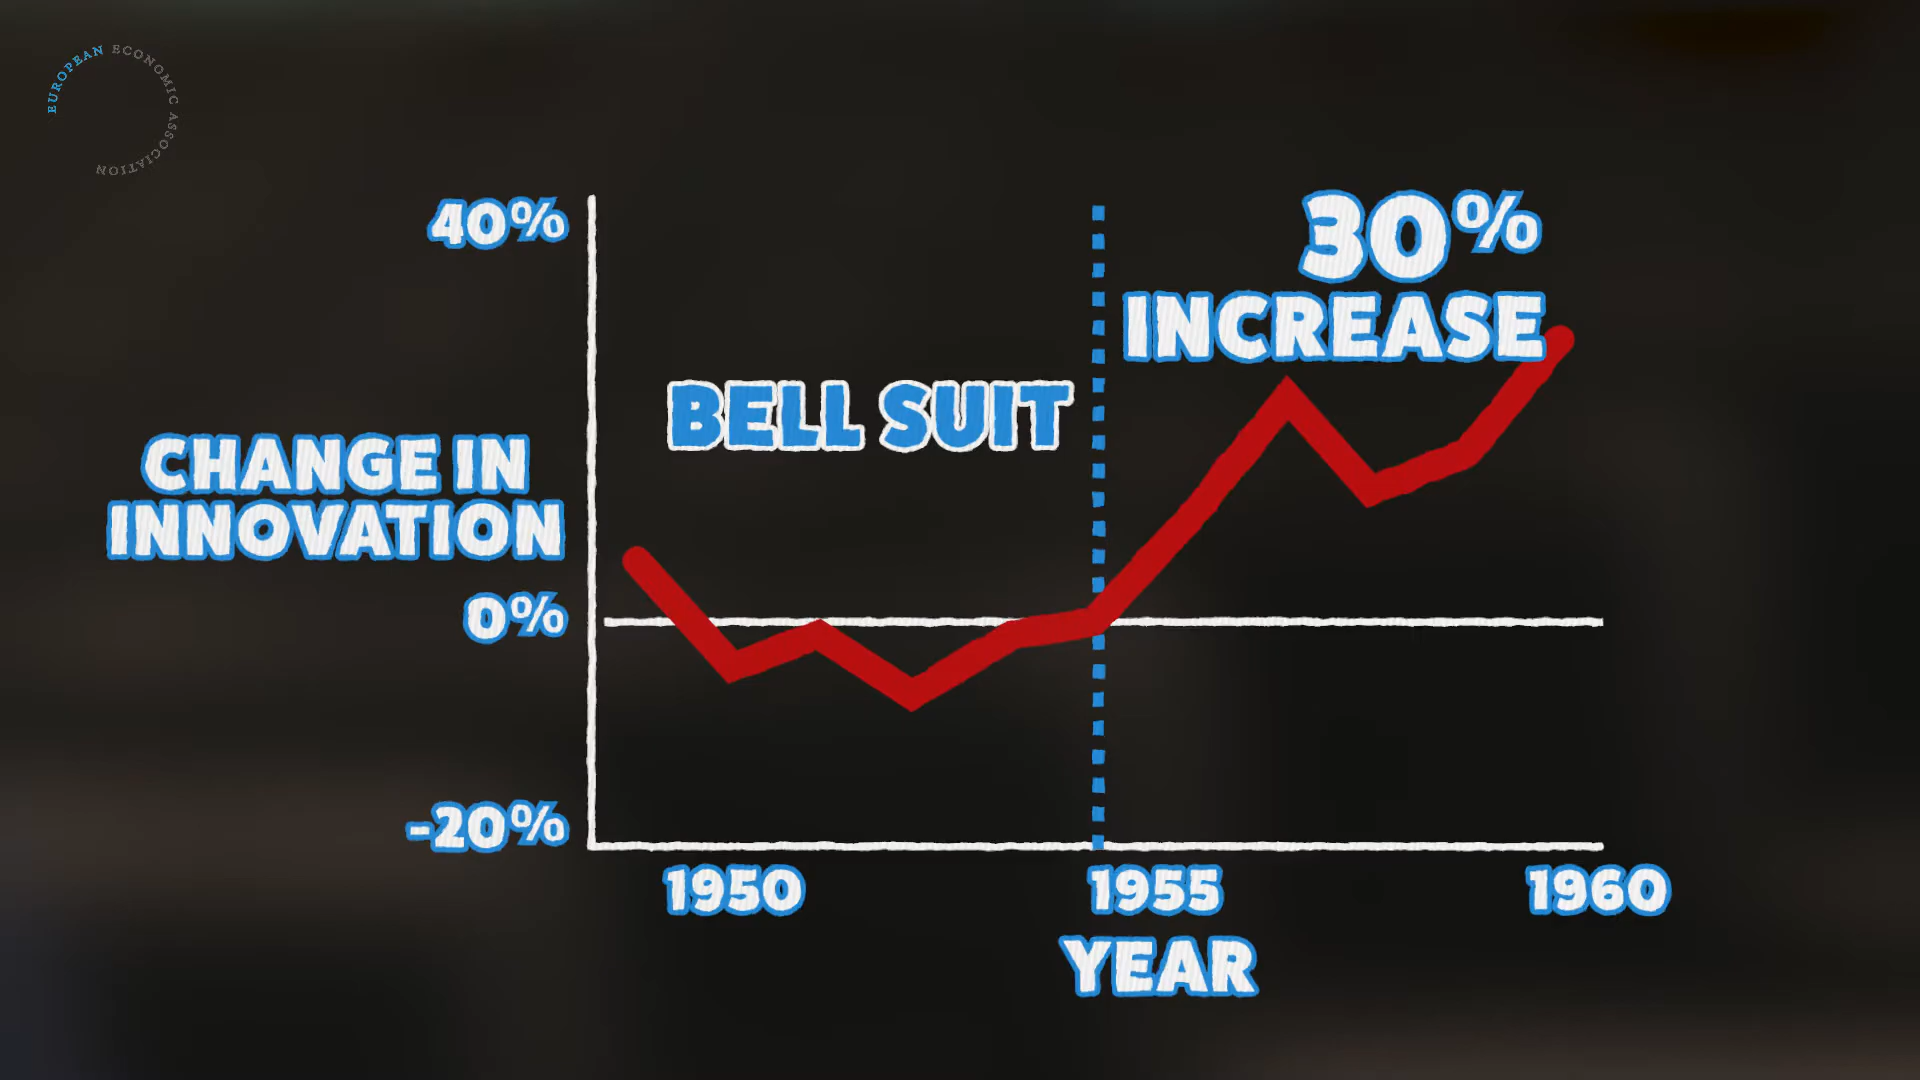 EUROPEAN ECONOMIC ASSOCIATION
40%
30%
INCREASE
BELL SUIT
CHANGE IN
INNOVATION
0%
-20%
1950
1955
1960
YEAR